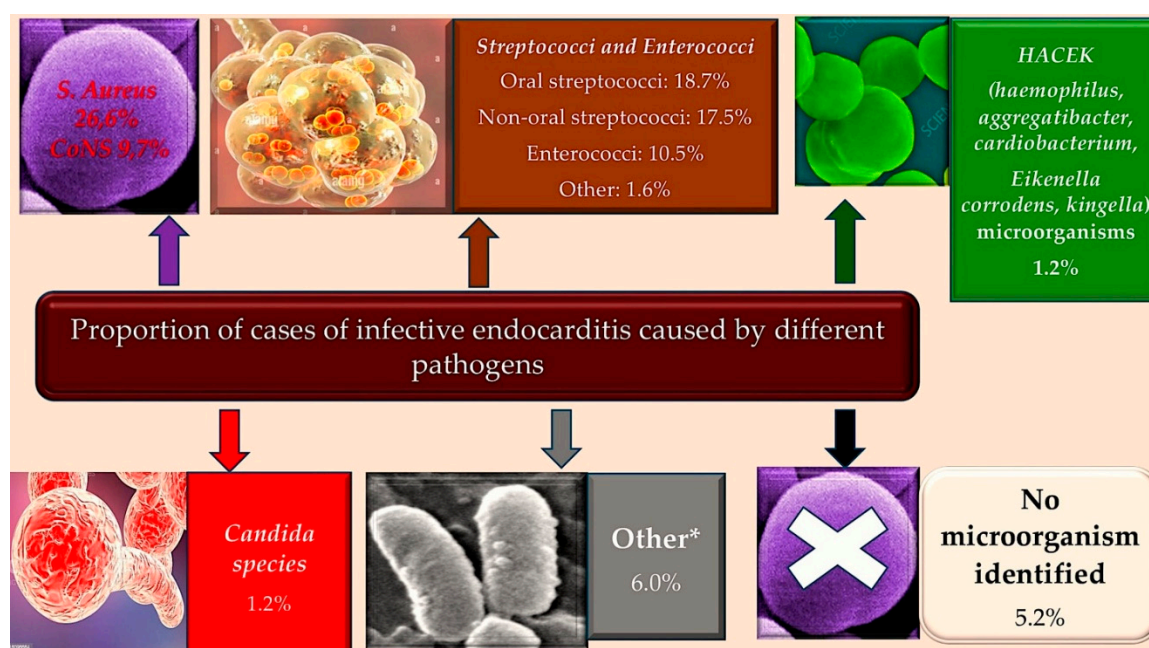 S. Aureus
26,6%
CoNS 9,7%
a
a
alamy
a
a
Streptococci and Enterococci
Oral streptococci: 18.7%
Non-oral streptococci: 17.5%
Enterococci: 10.5%
Other: 1.6%
HACEK
(haemophilus,
aggregatibacter,
cardiobacterium,
Eikenella
corrodens, kingella)
microorganisms
1.2%
Proportion of cases of infective endocarditis caused by different
pathogens
Candida
species
1.2%
Other*
6.0%
No
microorganism
identified
5.2%